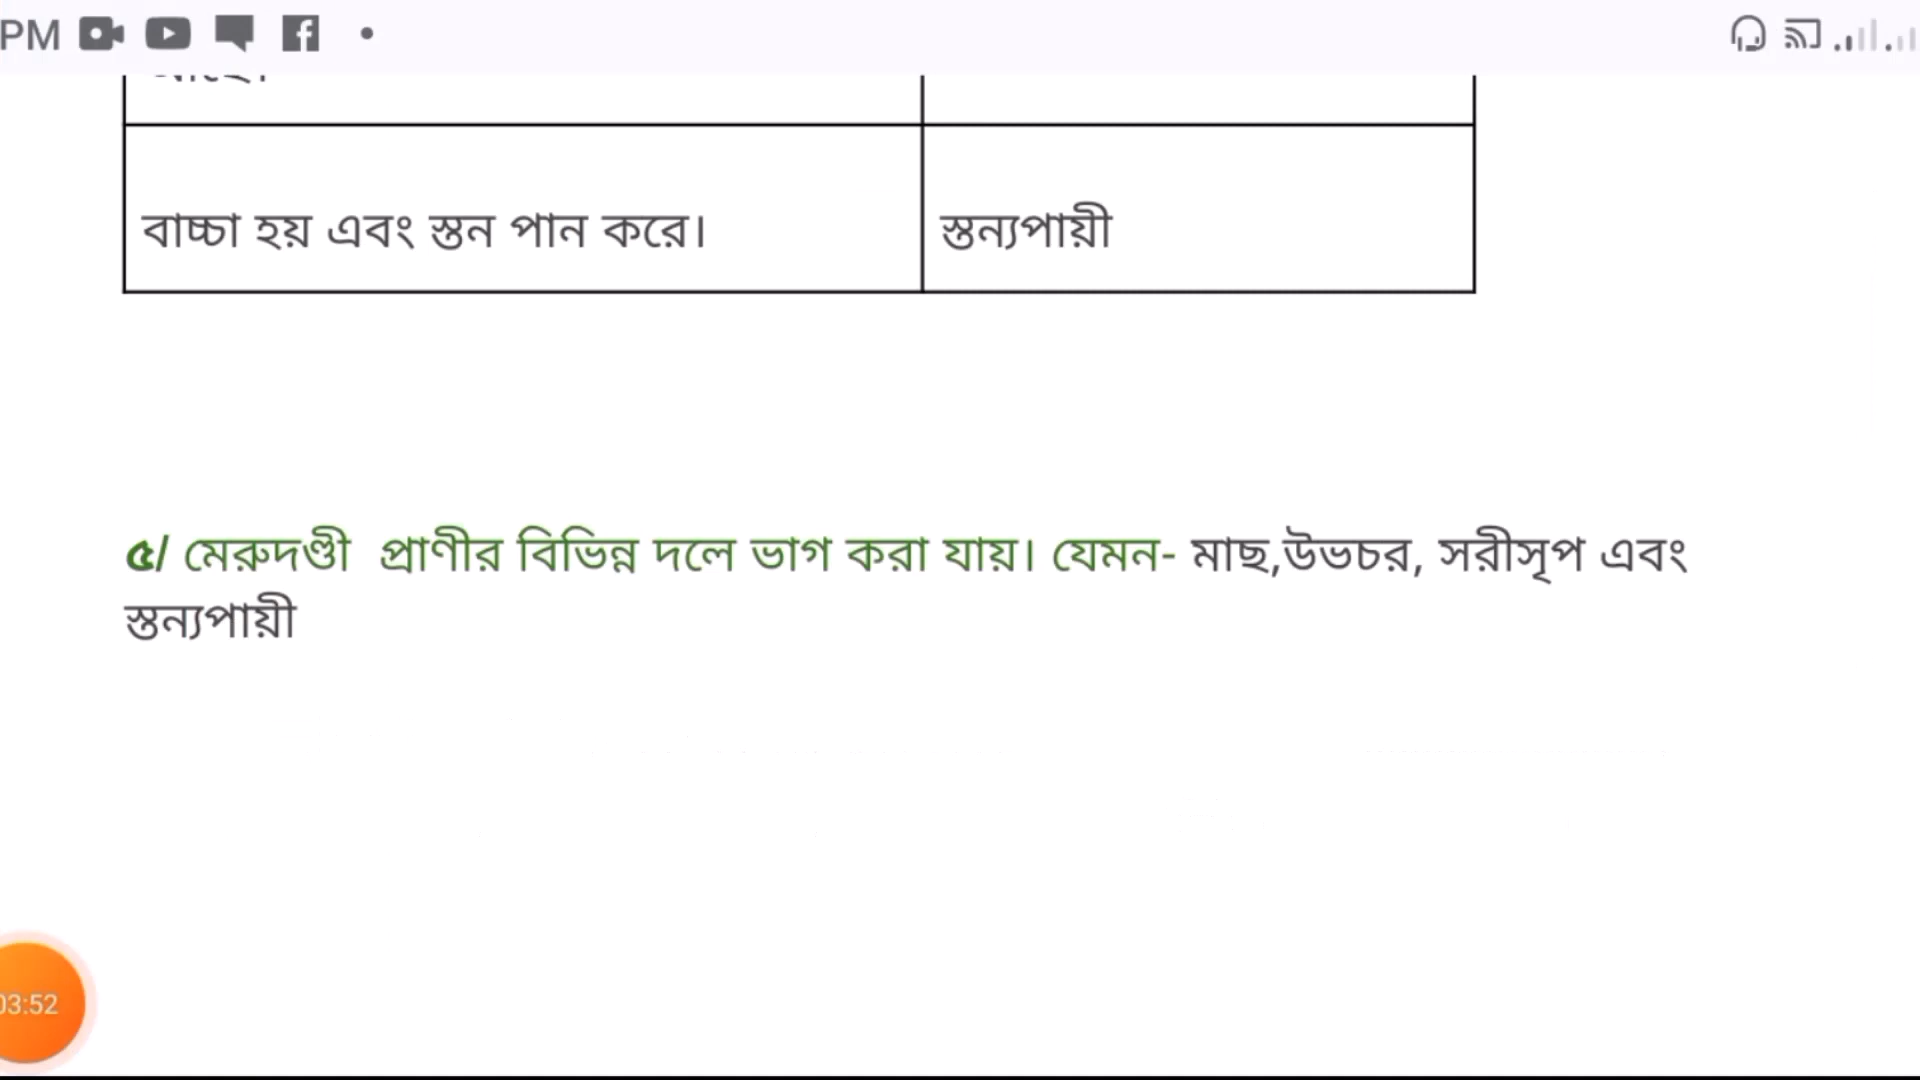 PM
বাচ্চা হয় এবং স্তন পান করে।
স্তন্যপায়ী
৫/ মেরুদণ্ডী প্রাণীর বিভিন্ন দলে ভাগ করা যায়। যেমন- মাছ,উভচর, সরীসৃপ এবং
স্তন্যপায়ী
03:52